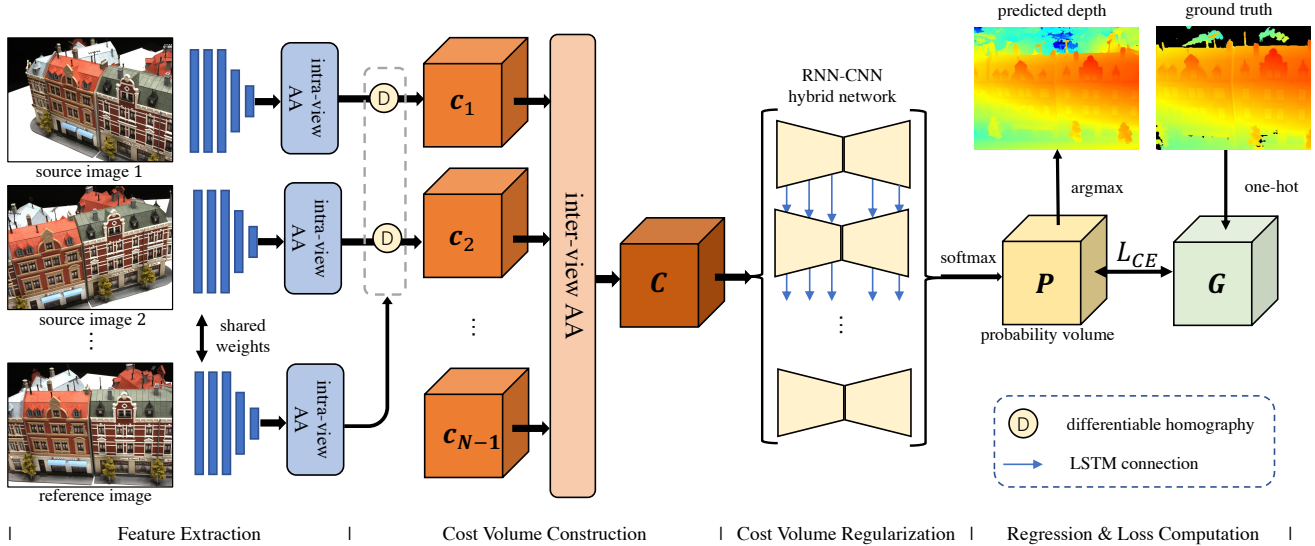 predicted depth
ground truth
RNN-CNN
hybrid network
intra-view
AA
D
c1
source image 1
argmax
one-hot
intra-view
AA
D
c2
inter-view AA
C
softmax
P
LCE
G
source image 2
⋮
shared
weights
⋮
⋮
probability volume
intra-view
AA
cN−1
D
differentiable homography
LSTM connection
reference image
| Feature Extraction | Cost Volume Construction | Cost Volume Regularization | Regression & Loss Computation |